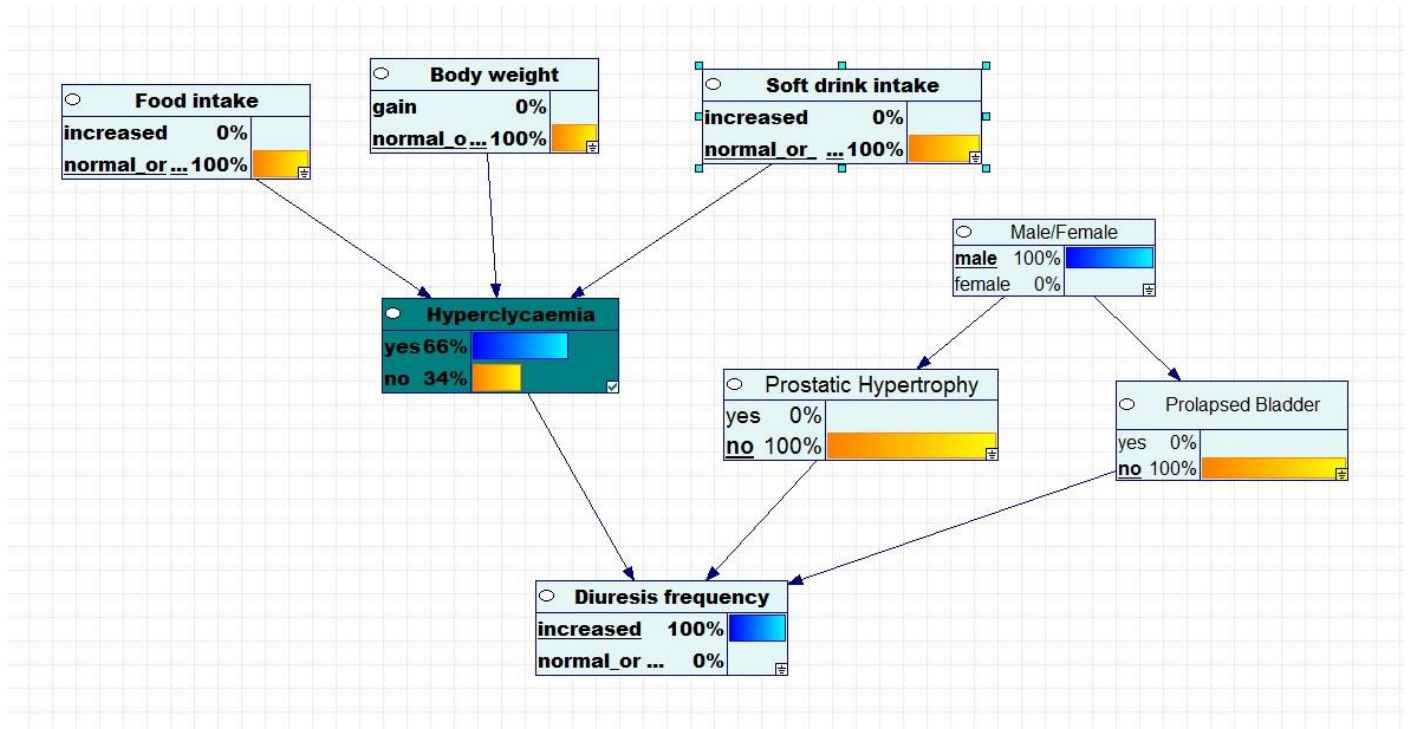 Food intake
increased 0%
normal_or ... 100%
Body weight
gain 0%
normal_o ... 100%
Soft drink intake
increased 0%
normal_or_ ... 100%
Male/Female
male 100%
female 0%
Hyperclycaemia
yes 66%
no 34%
Prostatic Hypertrophy
yes 0%
no 100%
Prolapsed Bladder
yes 0%
no 100%
Diuresis frequency
increased 100%
normal_or ... 0%